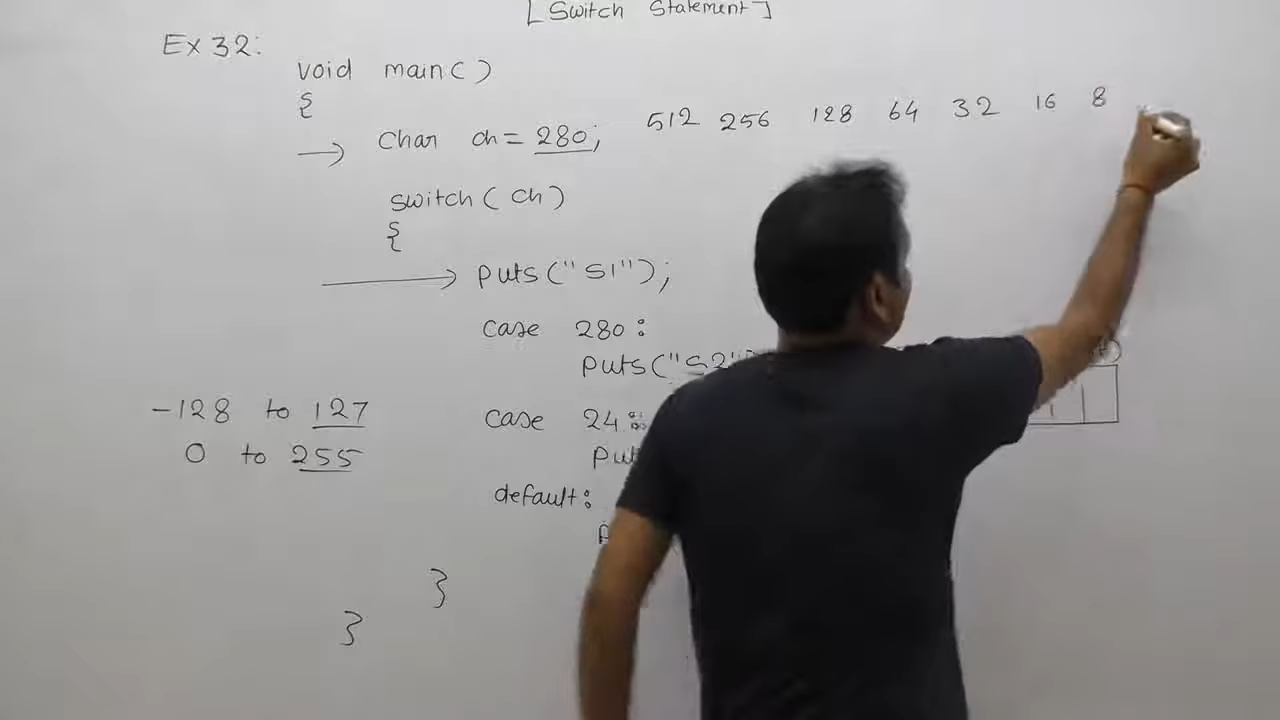 [Switch Statement]
Ex 32:
void main()
{
char ch = 280;
512 256 128 64 32 16 8
switch(ch)
{
puts("S1");
case 280:
puts("S2"
-128 to 127
case 24:
0 to 255
default:
}
}